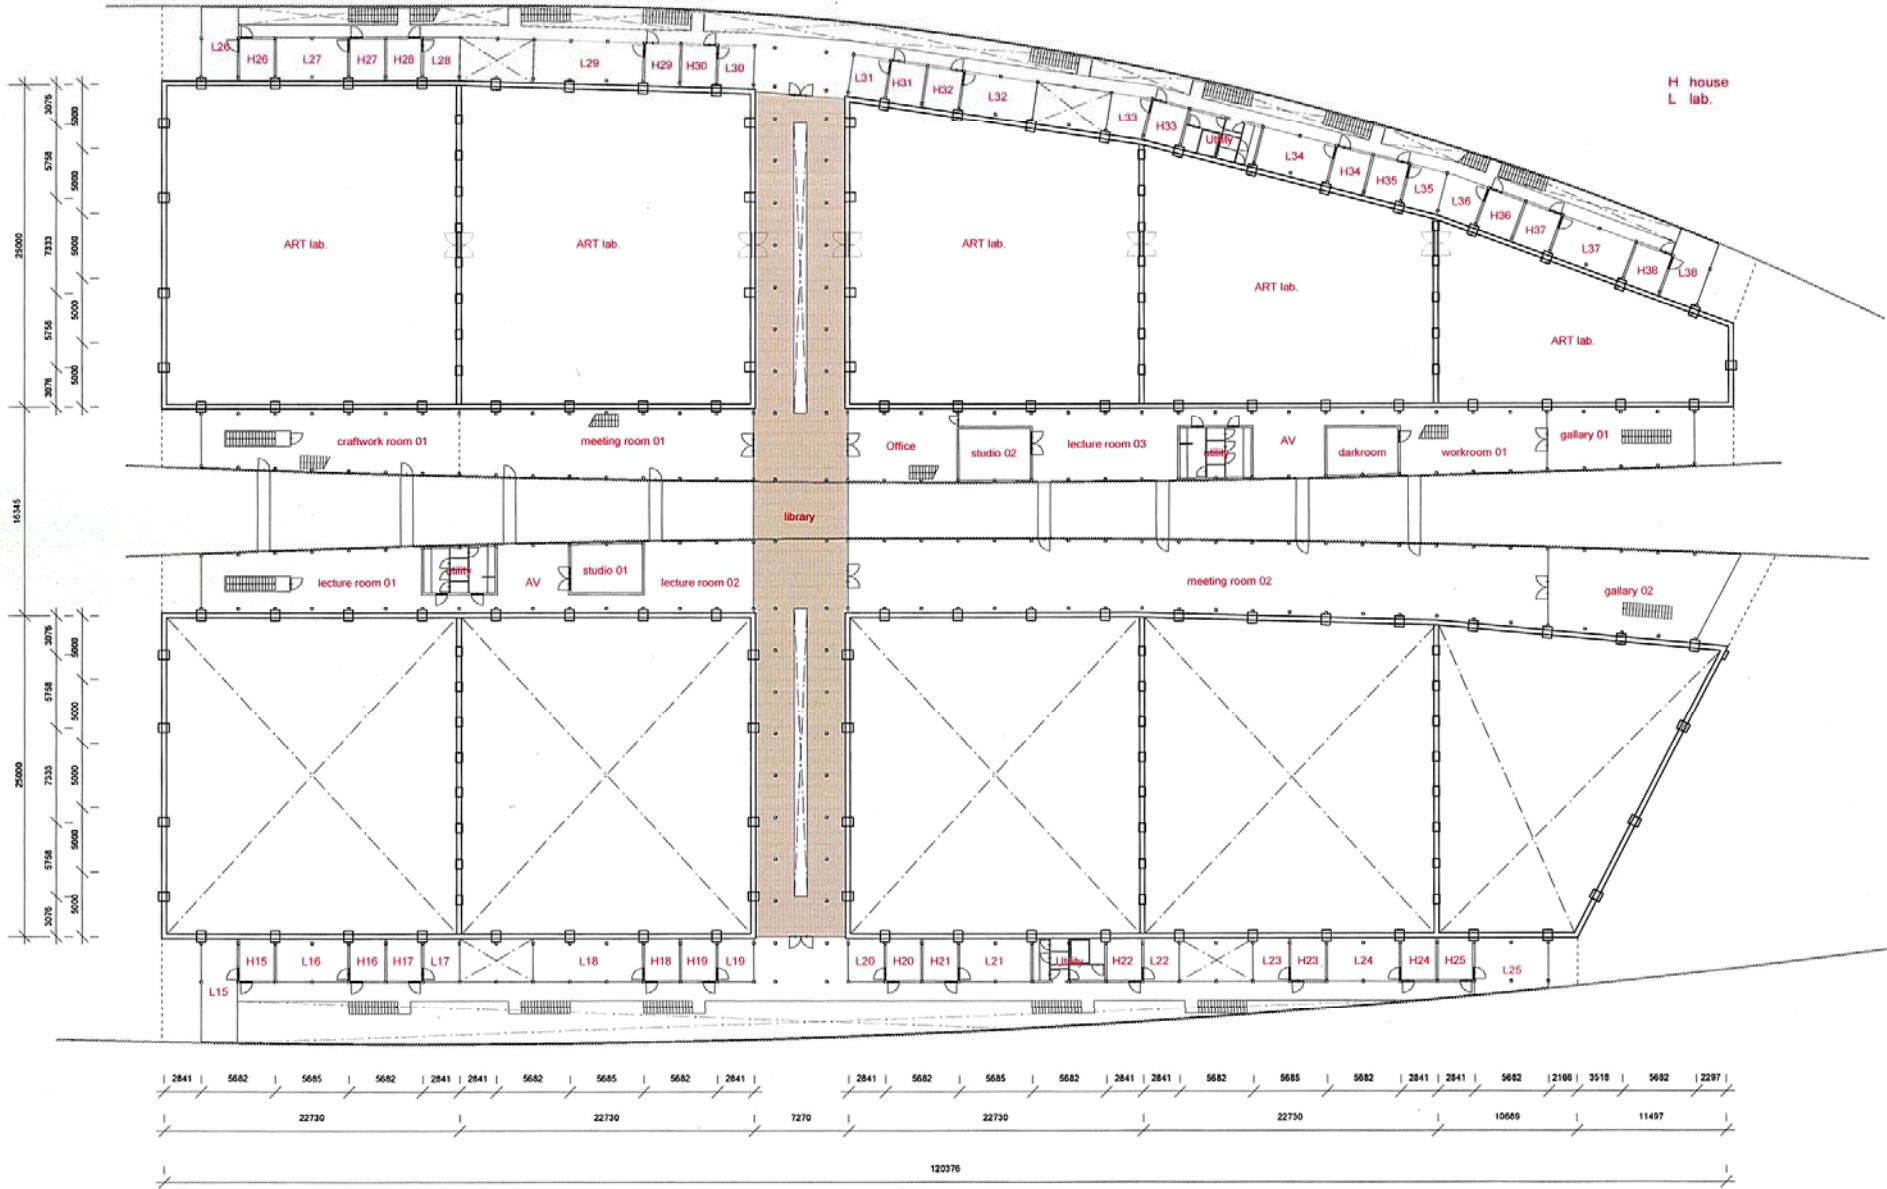 L26
H26
L27
H27
H28
L28
L29
H29
H30
L30
L31
H31
H32
L32
L33
H33
Utility
L34
H34
H35
L35
L36
H36
H37
L37
H38
L38
H house
L lab.
ART lab.
ART lab.
ART lab.
ART lab.
ART lab.
3076
5758
7333
5758
3076
5000
5000
5000
5000
5000
25000
16345
craftwork room 01
meeting room 01
Office
studio 02
lecture room 03
utility
AV
darkroom
workroom 01
gallary 01
library
lecture room 01
utility
AV
studio 01
lecture room 02
meeting room 02
gallary 02
25000
3076
5758
7333
5758
3076
5000
5000
5000
5000
5000
L15
H15
L16
H16
H17
L17
L18
H18
H19
L19
L20
H20
H21
L21
Utility
H22
L22
L23
H23
L24
H24
H25
L25
2841 5682 5685 5682 2841 2841 5682 5685 5682 2841 2841 5682 5685 5682 2841 2841 5682 5685 5682 2841 2841 5682 2166 3518 5682 2297
22730 22730 7270 22730 22730 10689 11497
120376